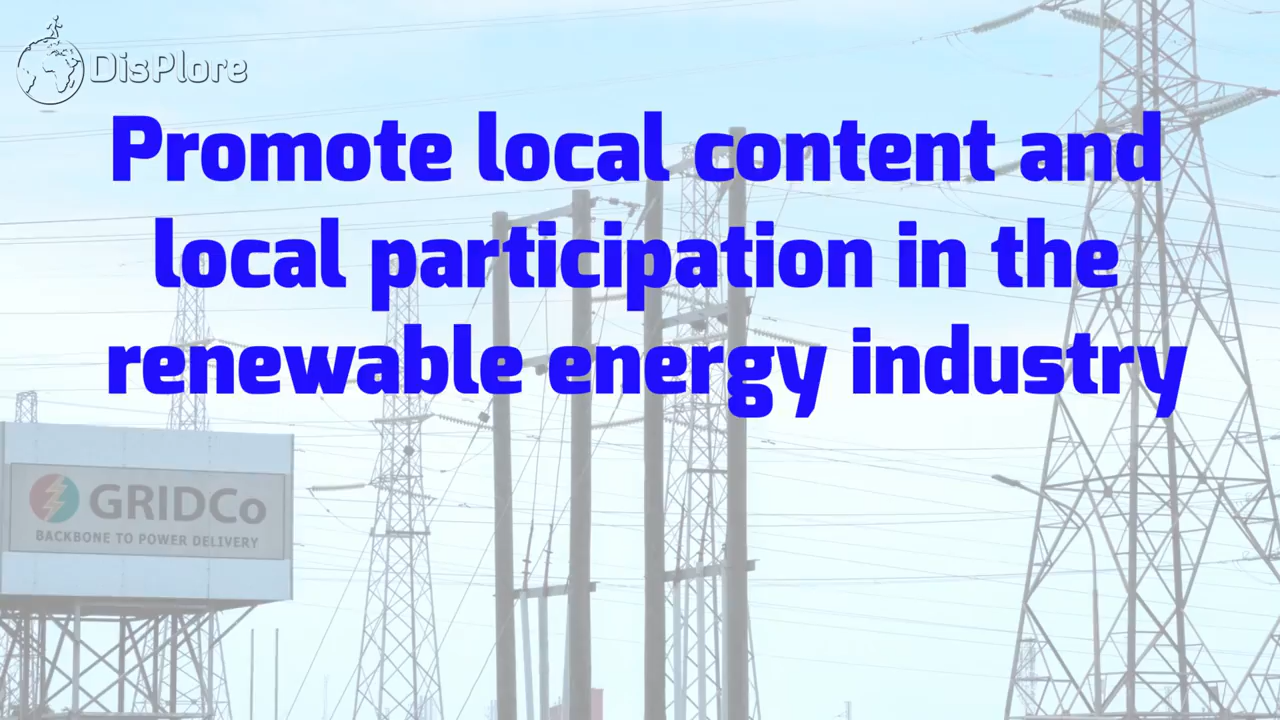 DisPlore
Promote local content and
local participation in the
renewable energy industry
GRIDCo
BACKBONE TO POWER DELIVERY